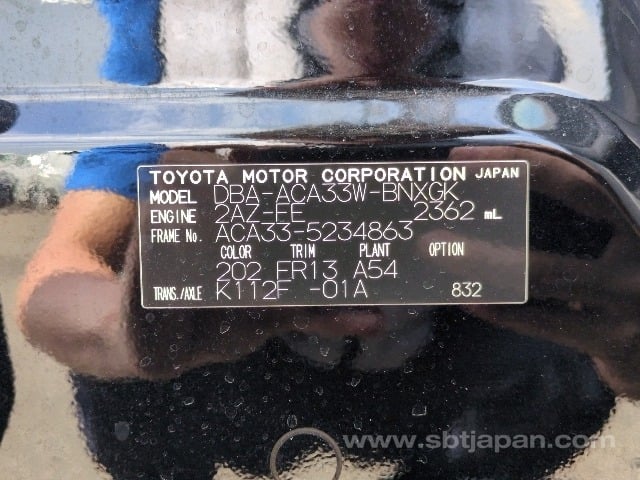 TOYOTA MOTOR CORPORATION JAPAN
MODEL DBA-ACA33W-BNXGK
ENGINE 2AZ-FE 2362 mL
FRAME No. ACA33-5234863
COLOR TRIM PLANT OPTION
202 FR13 A54
TRANS./AXLE K112F -01A 832
www.sbtjapan.com